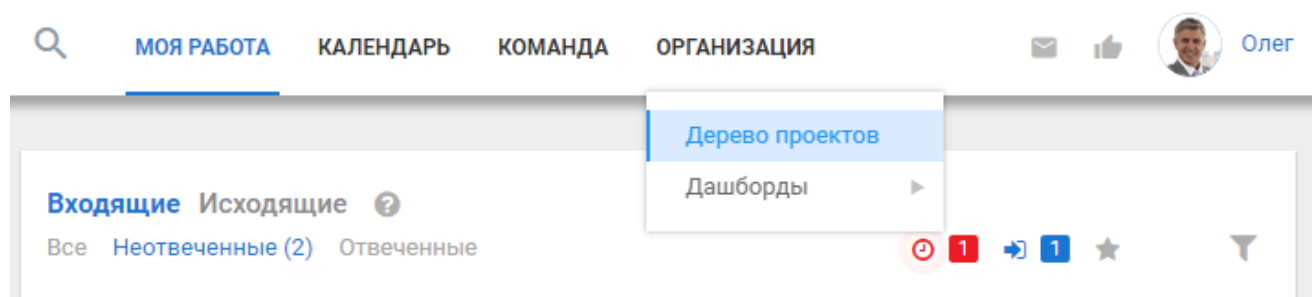 МОЯ РАБОТА КАЛЕНДАРЬ КОМАНДА ОРГАНИЗАЦИЯ Олег
Дерево проектов
Дашборды
Входящие Исходящие ?
Все Неотвеченные (2) Отвеченные 1 1